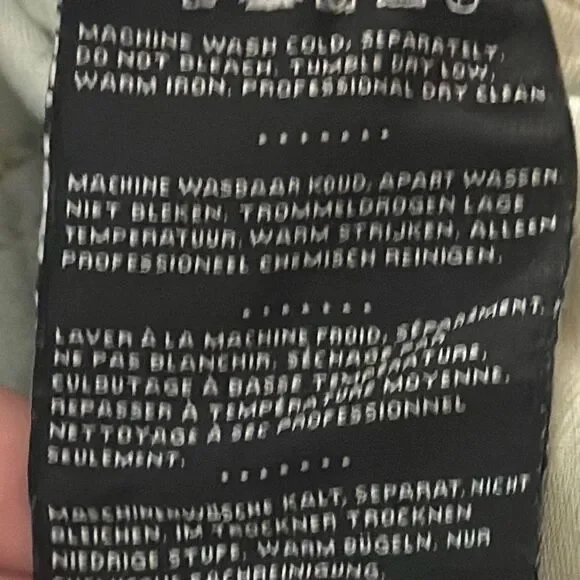 MACHINE WASH COLD, SEPARATELY,
DO NOT BLEACH, TUMBLE DRY LOW,
WARM IRON, PROFESSIONAL DRY CLEAN
MACHINE WASBAAR KOUD, APART WASSEN
NIET BLEKEN, TROMMELDROGEN LAGE
TEMPERATUUR, WARM STRIJKEN, ALLEEN
PROFESSIONEEL CHEMISCH REINIGEN,
LAVER À LA MACHINE FROID, SÉPARÉMENT,
NE PAS BLANCHIR, SÉCHAGE PAR
CULBUTAGE À BASSE TEMPÉRATURE,
REPASSER À TEMPÉRATURE MOYENNE,
NETTOYAGE À SEC PROFESSIONNEL
SEULEMENT,
MASCHINENWÄSCHE KALT, SEPARAT, NICHT
BLEICHEN, IM TROCKNER TROCKNEN
NIEDRIGE STUFE, WARM BÜGELN, NUR
CHEMISCHE FACHREINIGUNG,